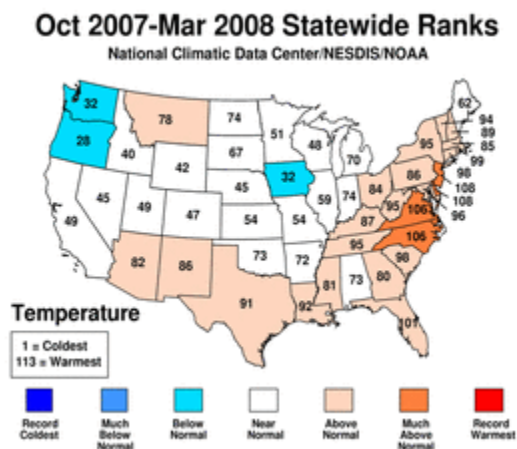 Oct 2007-Mar 2008 Statewide Ranks
National Climatic Data Center/NESDIS/NOAA
32
28
40
78
42
74
67
45
51
48
70
62
94
89
85
99
98
108
108
96
95
86
32
49
45
49
47
54
54
59
74
84
95
106
87
106
95
98
73
72
82
86
91
92
81
73
80
101
Temperature
1 = Coldest
113 = Warmest
Record
Coldest
Much
Below
Normal
Below
Normal
Near
Normal
Above
Normal
Much
Above
Normal
Record
Warmest